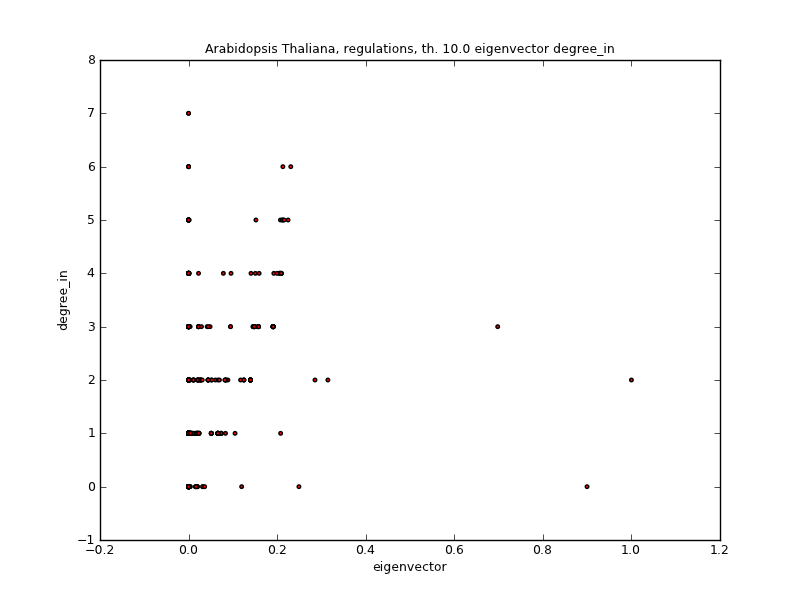 Arabidopsis Thaliana, regulations, th. 10.0 eigenvector degree_in
8
7
6
5
4
3
2
1
0
−1
degree_in
−0.2 0.0 0.2 0.4 0.6 0.8 1.0 1.2
eigenvector